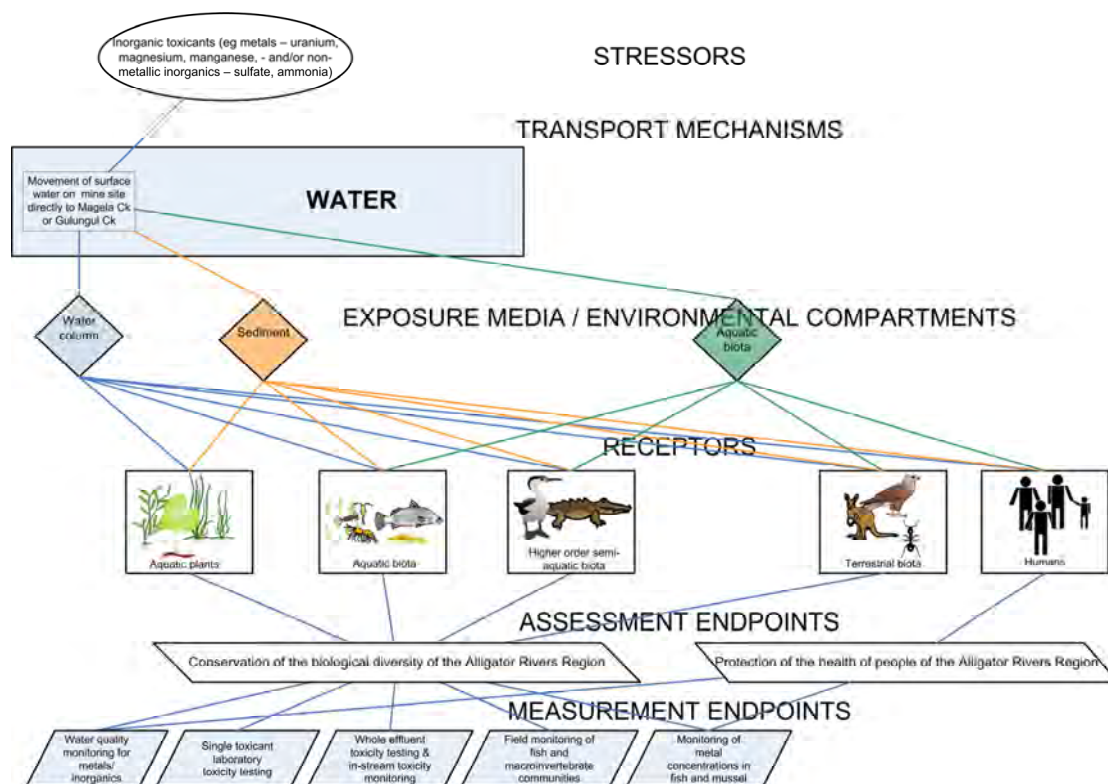 Inorganic toxicants (eg metals – uranium,
magnesium, manganese, - and/or non-
metallic inorganics – sulfate, ammonia)
STRESSORS
TRANSPORT MECHANISMS
Movement of surface
water on mine site
directly to Magela Ck
or Gulungul Ck
WATER
Water
column
Sediment
EXPOSURE MEDIA / ENVIRONMENTAL COMPARTMENTS
Aquatic
biota
RECEPTORS
Aquatic plants
Aquatic biota
Higher order semi-
aquatic biota
Terrestrial biota
Humans
ASSESSMENT ENDPOINTS
Conservation of the biological diversity of the Alligator Rivers Region
Protection of the health of people of the Alligator Rivers Region
MEASUREMENT ENDPOINTS
Water quality
monitoring for
metals/
inorganics
Single toxicant
laboratory
toxicity testing
Whole effluent
toxicity testing &
in-stream toxicity
monitoring
Field monitoring of
fish and
macroinvertebrate
communities
Monitoring of
metal
concentrations in
fish and mussel